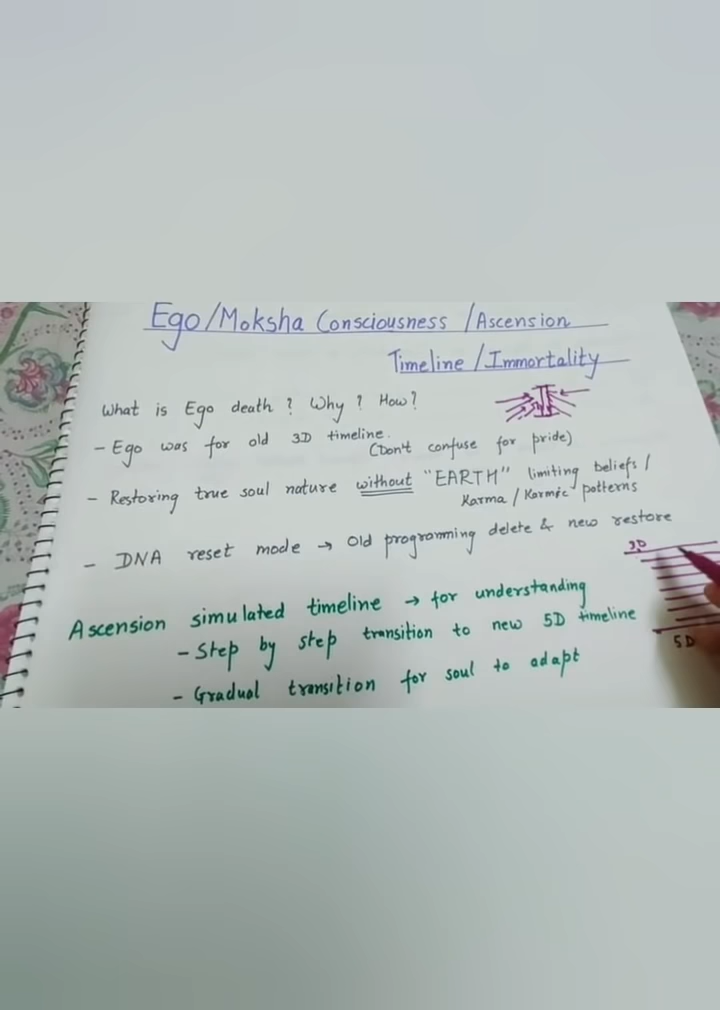 Ego/Moksha Consciousness /Ascension
Timeline /Immortality
What is Ego death? Why? How?
- Ego was for old 3D timeline.
(Don't confuse for pride)
- Restoring true soul nature without "EARTH" limiting beliefs/
Karma / Karmic patterns
- DNA reset mode → Old programming delete & new restore
3D
Ascension simulated timeline → for understanding
- Step by step transition to new 5D timeline
5D
- Gradual transition for soul to adapt